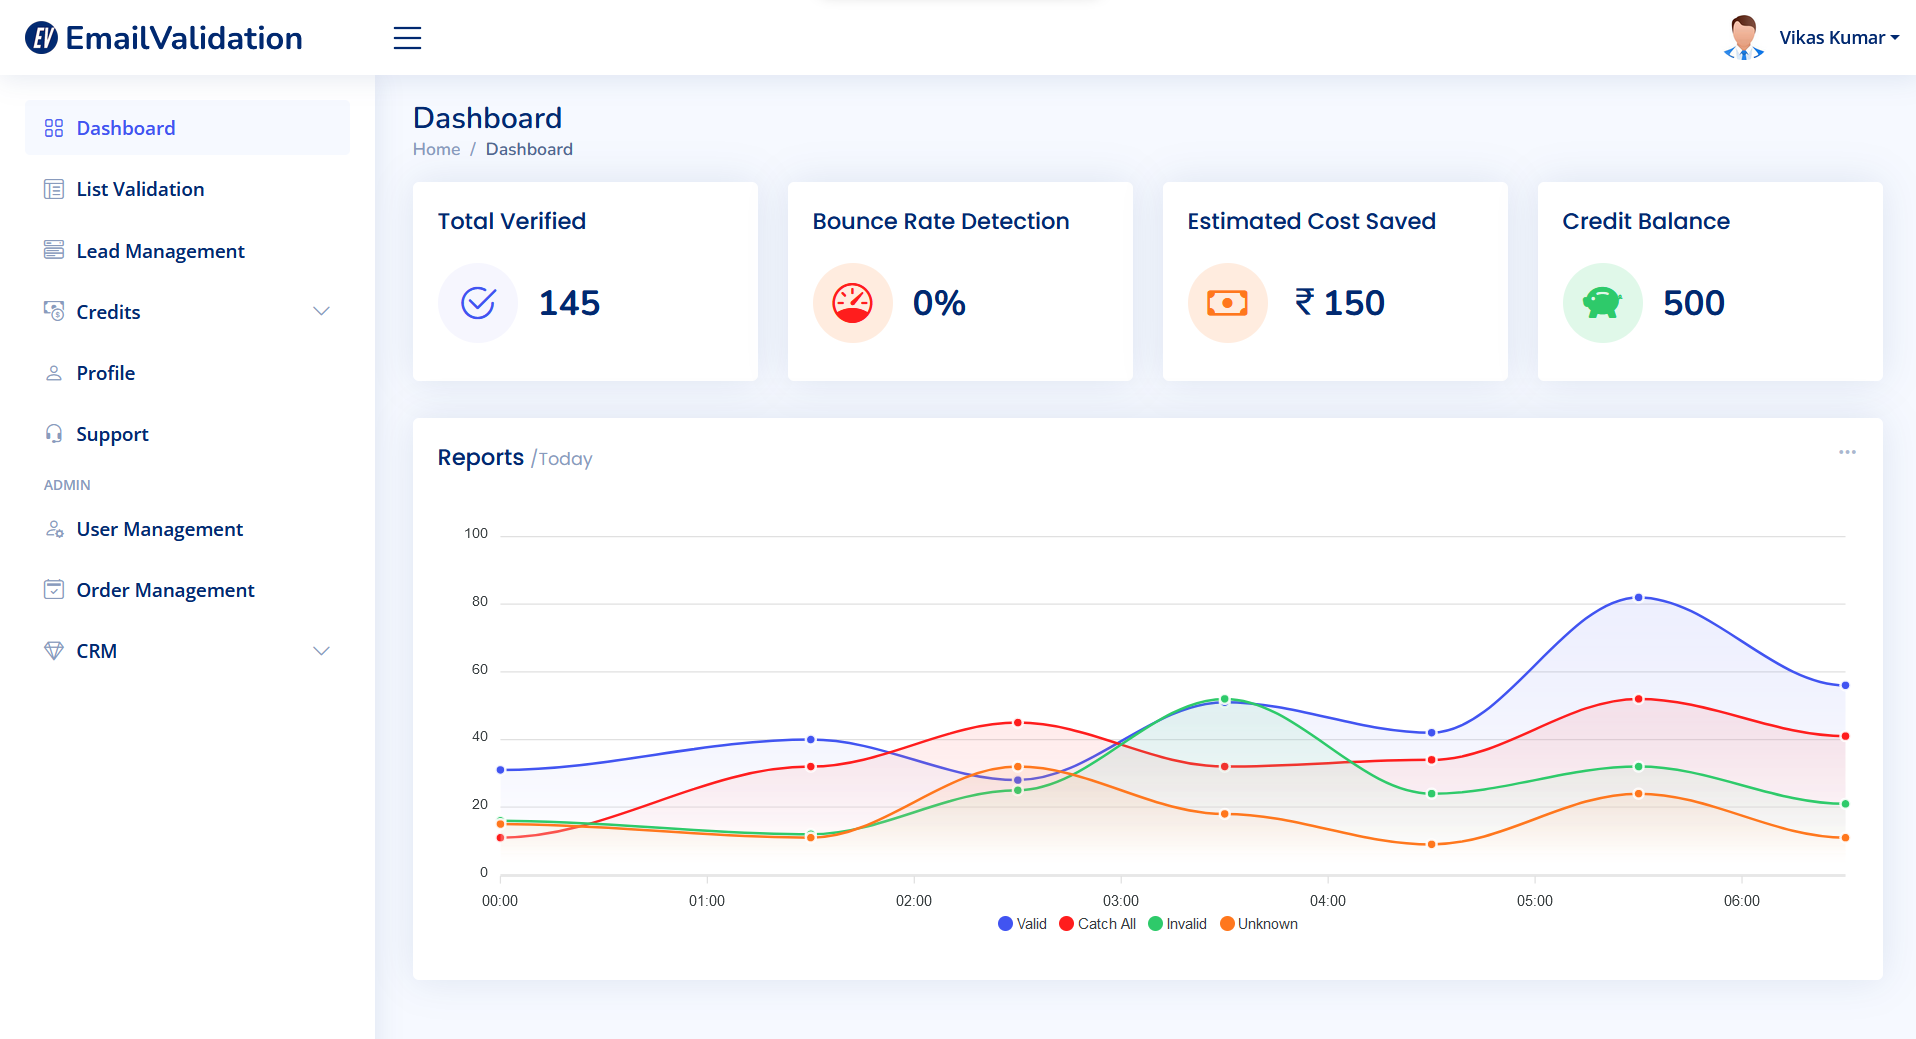 EV EmailValidation
Vikas Kumar
Dashboard
List Validation
Lead Management
Credits
Profile
Support
ADMIN
User Management
Order Management
CRM
Dashboard
Home / Dashboard
Total Verified
145
Bounce Rate Detection
0%
Estimated Cost Saved
₹ 150
Credit Balance
500
Reports /Today
100
80
60
40
20
0
00:00 01:00 02:00 03:00 04:00 05:00 06:00
Valid Catch All Invalid Unknown